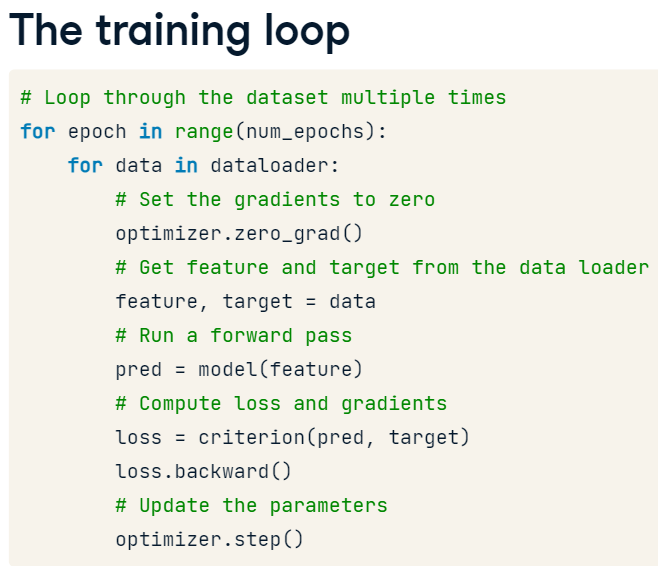 The training loop
# Loop through the dataset multiple times
for epoch in range(num_epochs):
    for data in dataloader:
        # Set the gradients to zero
        optimizer.zero_grad()
        # Get feature and target from the data loader
        feature, target = data
        # Run a forward pass
        pred = model(feature)
        # Compute loss and gradients
        loss = criterion(pred, target)
        loss.backward()
        # Update the parameters
        optimizer.step()